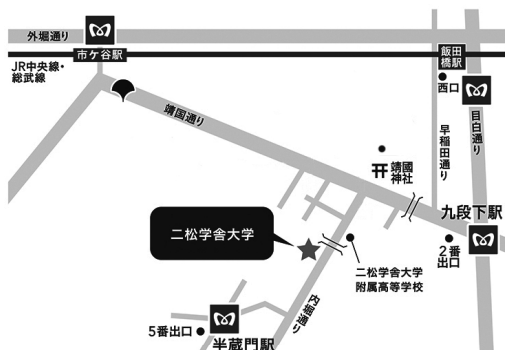 外堀通り
市ケ谷駅
飯田
橋駅
JR中央線・
総武線
西口
靖国通り
目白通り
早稲田通り
靖國
神社
九段下駅
二松学舎大学
2番
出口
二松学舎大学
附属高等学校
内堀通り
5番出口
半蔵門駅